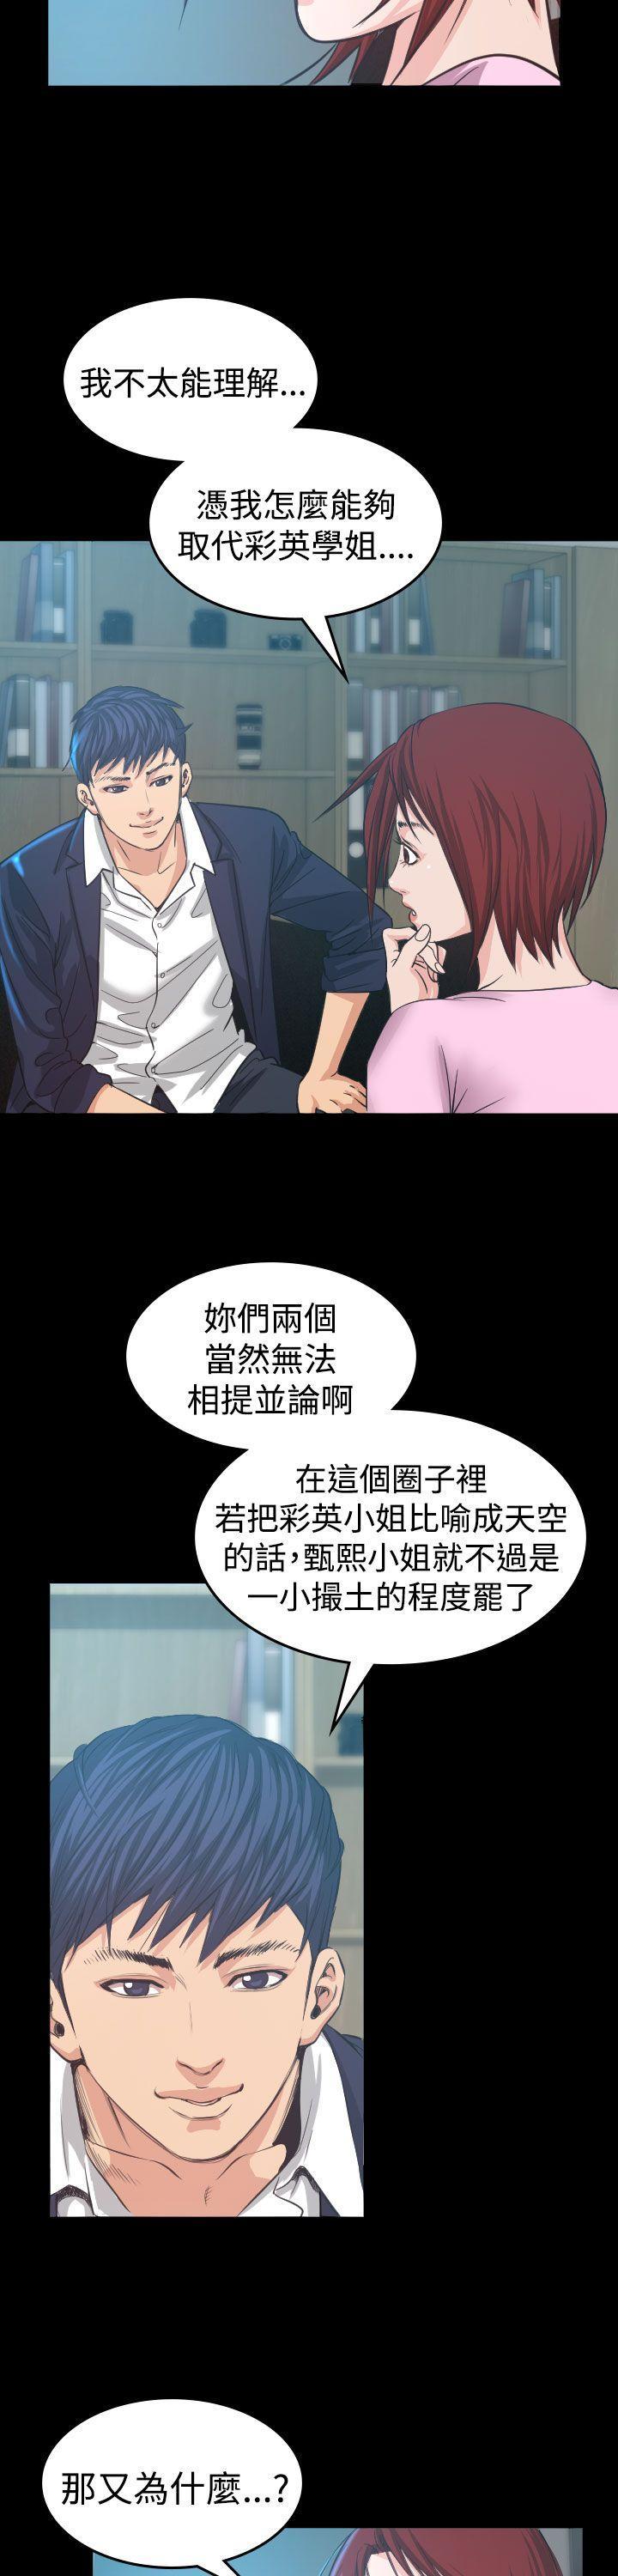 我不太能理解...
憑我怎麼能夠
取代彩英學姐....
妳們兩個
當然無法
相提並論啊
在這個圈子裡
若把彩英小姐比喻成天空
的話，甄熙小姐就不過是
一小撮土的程度罷了
那又為什麼...?